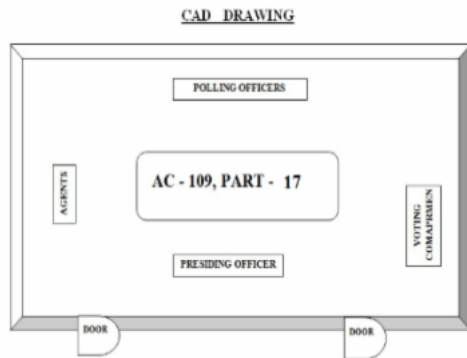 CAD DRAWING
POLLING OFFICERS
AGENTS
AC - 109, PART - 17
VOTING
COMAPRMEN
PRESIDING OFFICER
DOOR
DOOR